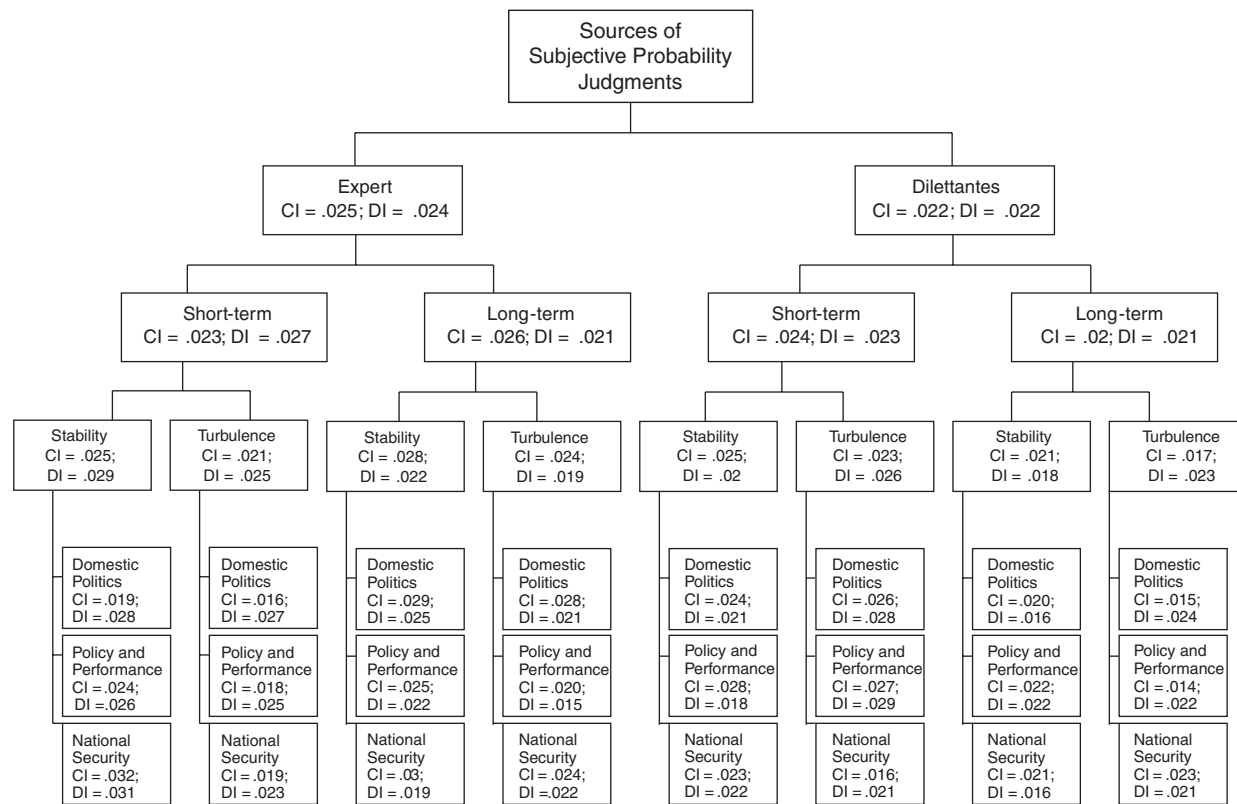 Sources of
Subjective Probability
Judgments
Expert
CI = .025; DI = .024
Dilettantes
CI = .022; DI = .022
Short-term
CI = .023; DI = .027
Long-term
CI = .026; DI = .021
Short-term
CI = .024; DI = .023
Long-term
CI = .02; DI = .021
Stability
CI = .025;
DI = .029
Turbulence
CI = .021;
DI = .025
Stability
CI = .028;
DI = .022
Turbulence
CI = .024;
DI = .019
Stability
CI = .025;
DI = .02
Turbulence
CI = .023;
DI = .026
Stability
CI = .021;
DI = .018
Turbulence
CI = .017;
DI = .023
Domestic
Politics
CI =.019;
DI = .028
Domestic
Politics
CI = .016;
DI = .027
Domestic
Politics
CI = .029;
DI = .025
Domestic
Politics
CI = .028;
DI = .021
Domestic
Politics
CI = .024;
DI = .021
Domestic
Politics
CI = .026;
DI = .028
Domestic
Politics
CI = .020;
DI = .016
Domestic
Politics
CI = .015;
DI = .024
Policy and
Performance
CI = .024;
DI =.026
Policy and
Performance
CI = .018;
DI = .025
Policy and
Performance
CI = .025;
DI = .022
Policy and
Performance
CI = .020;
DI = .015
Policy and
Performance
CI = .028;
DI = .018
Policy and
Performance
CI = .027;
DI = .029
Policy and
Performance
CI = .022;
DI = .022
Policy and
Performance
CI = .014;
DI = .022
National
Security
CI = .032;
DI = .031
National
Security
CI = .019;
DI = .023
National
Security
CI = .03;
DI = .019
National
Security
CI = .024;
DI =.022
National
Security
CI = .023;
DI = .022
National
Security
CI = .016;
DI = .021
National
Security
CI = .021;
DI = .016
National
Security
CI = .023;
DI = .021